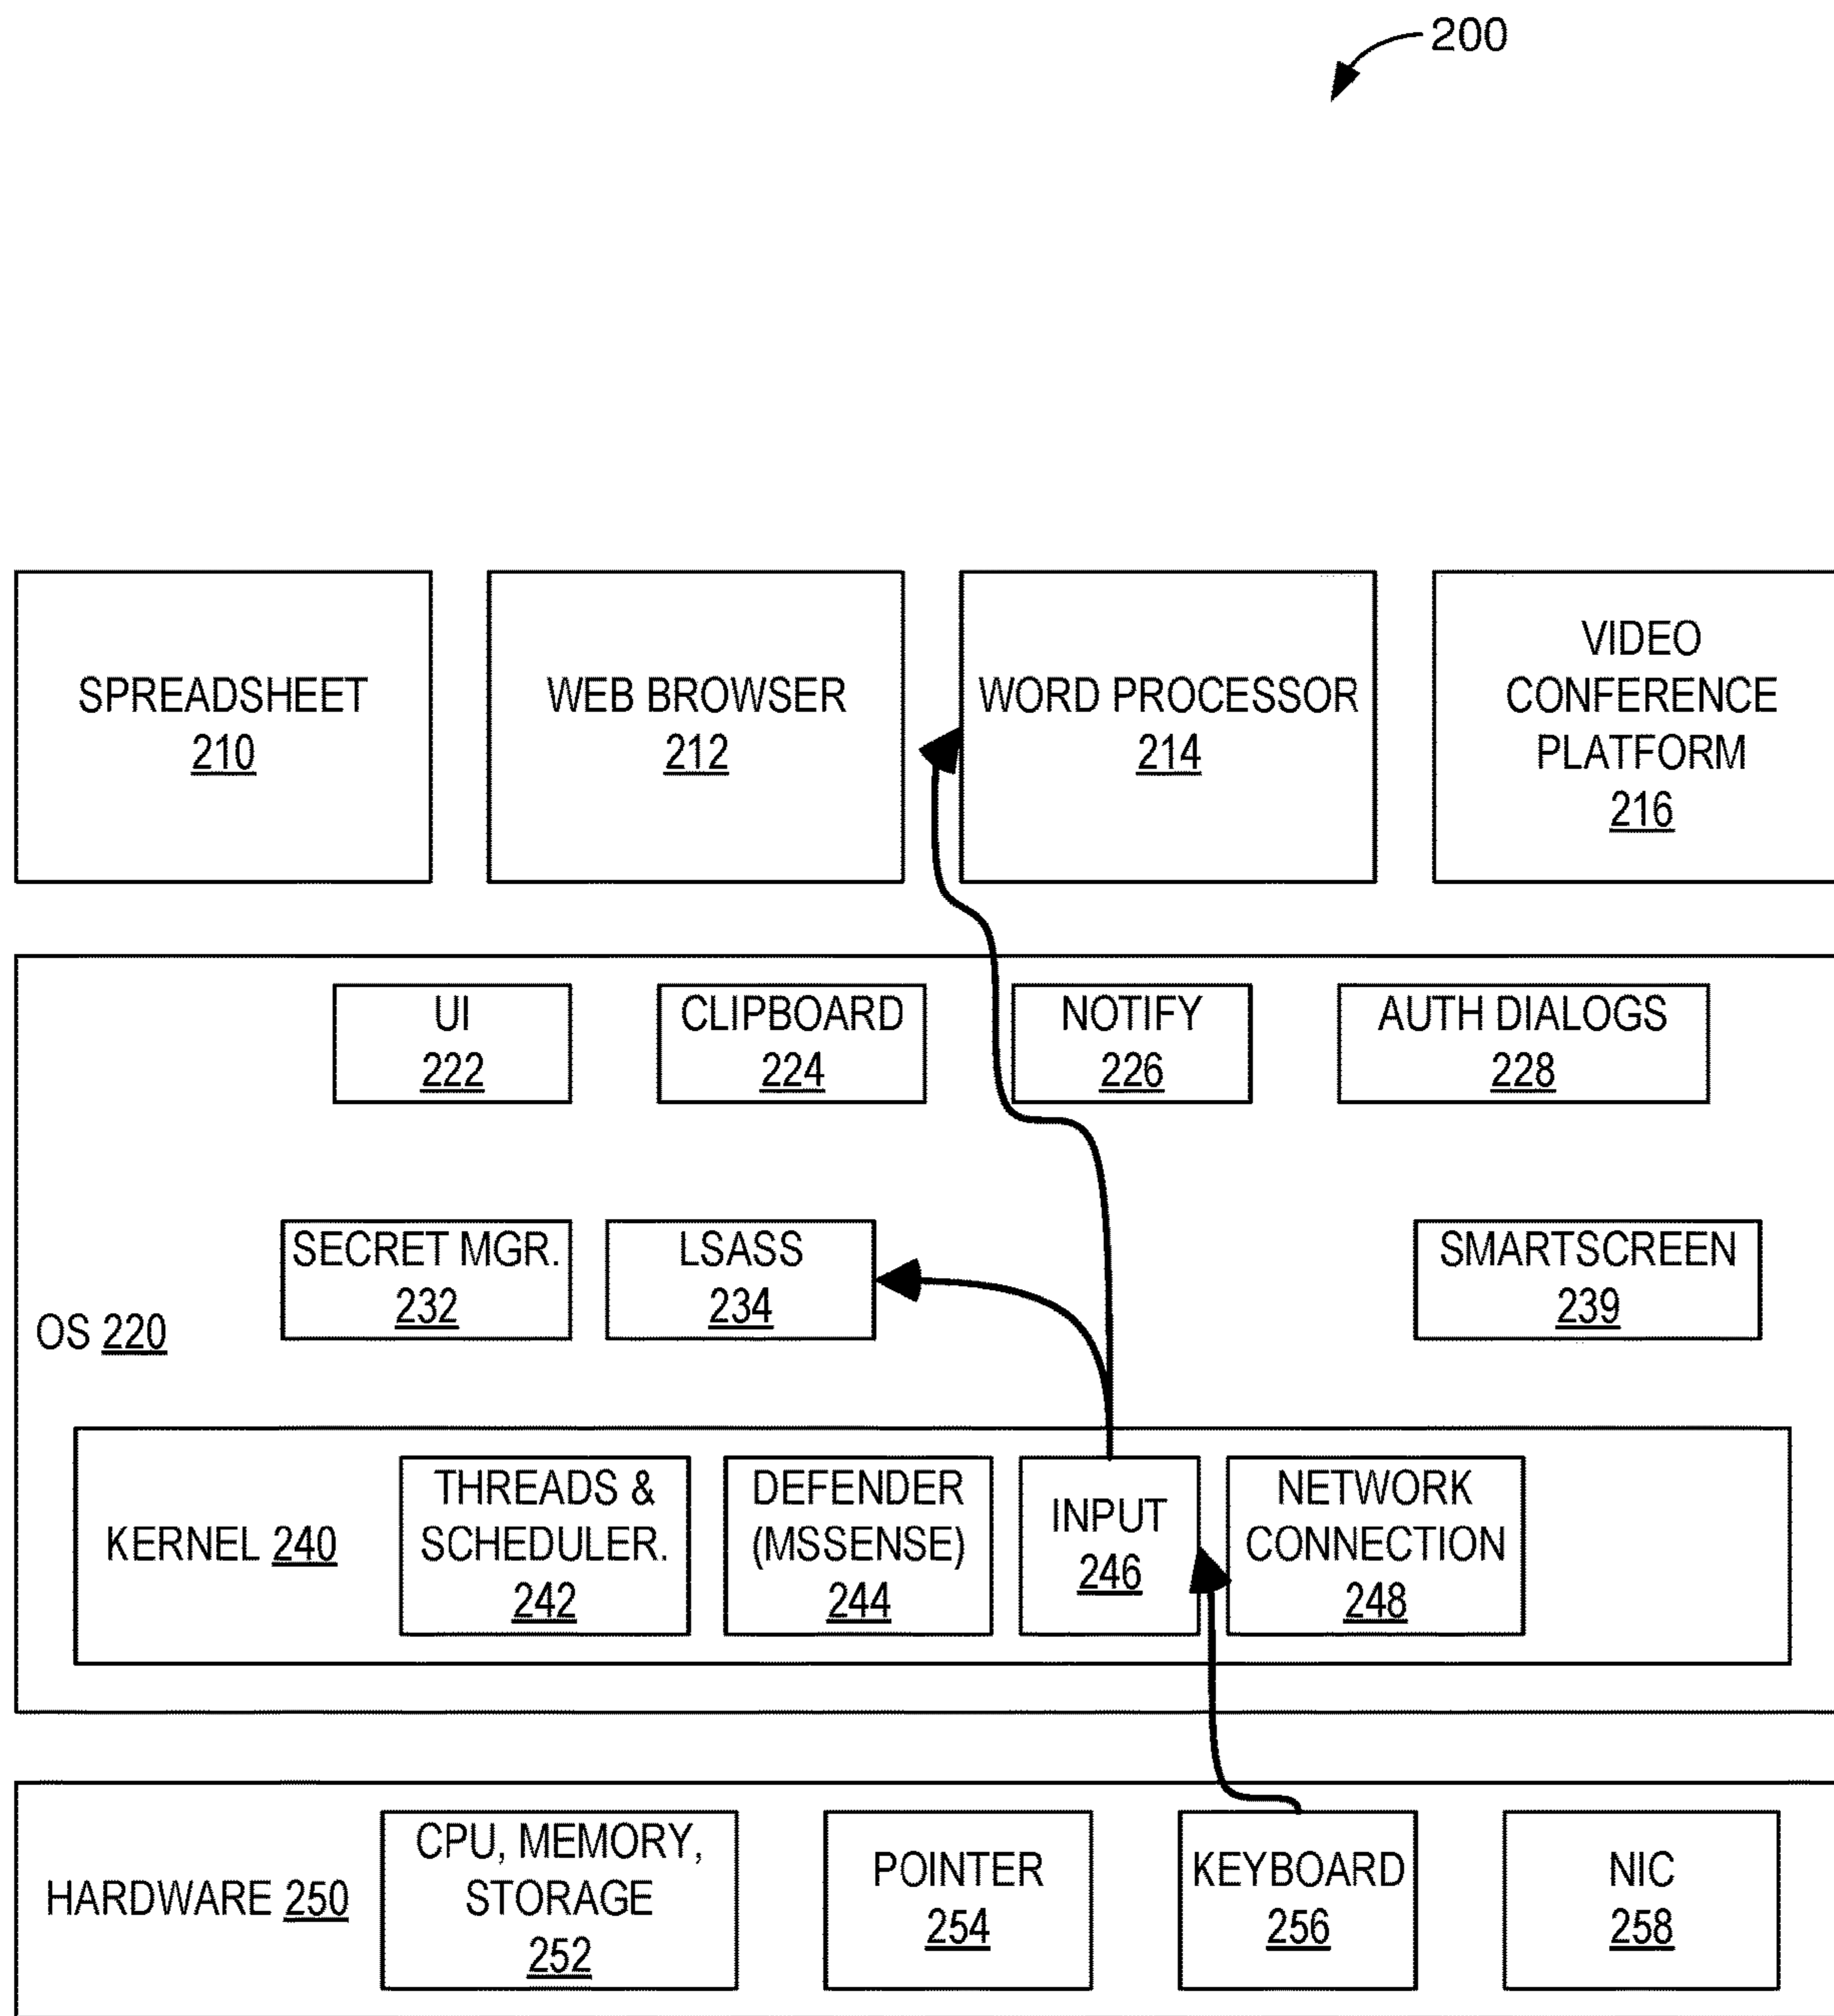 200
SPREADSHEET
210
WEB BROWSER
212
WORD PROCESSOR
214
VIDEO
CONFERENCE
PLATFORM
216
UI
222
CLIPBOARD
224
NOTIFY
226
AUTH DIALOGS
228
SECRET MGR.
232
LSASS
234
SMARTSCREEN
239
OS 220
KERNEL 240
THREADS &
SCHEDULER.
242
DEFENDER
(MSSENSE)
244
INPUT
246
NETWORK
CONNECTION
248
HARDWARE 250
CPU, MEMORY,
STORAGE
252
POINTER
254
KEYBOARD
256
NIC
258